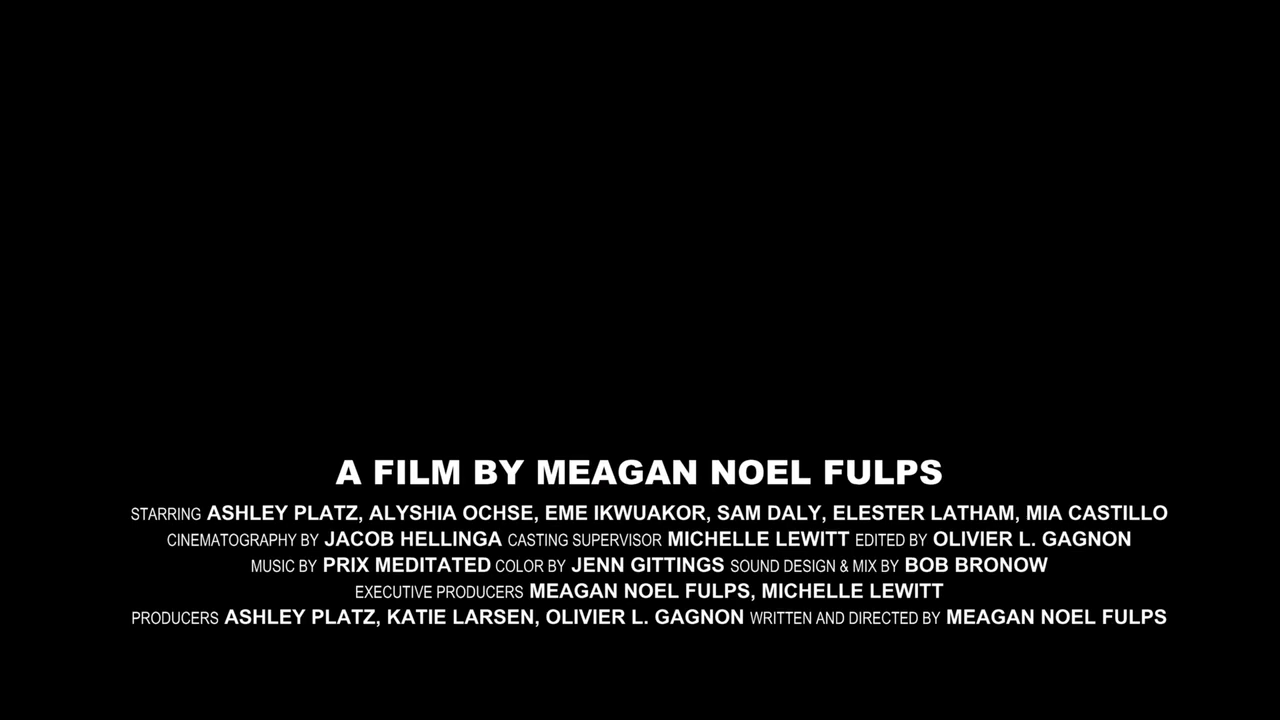 A FILM BY MEAGAN NOEL FULPS
STARRING ASHLEY PLATZ, ALYSHIA OCHSE, EME IKWUAKOR, SAM DALY, ELESTER LATHAM, MIA CASTILLO
CINEMATOGRAPHY BY JACOB HELLINGA CASTING SUPERVISOR MICHELLE LEWITT EDITED BY OLIVIER L. GAGNON
MUSIC BY PRIX MEDITATED COLOR BY JENN GITTINGS SOUND DESIGN & MIX BY BOB BRONOW
EXECUTIVE PRODUCERS MEAGAN NOEL FULPS, MICHELLE LEWITT
PRODUCERS ASHLEY PLATZ, KATIE LARSEN, OLIVIER L. GAGNON WRITTEN AND DIRECTED BY MEAGAN NOEL FULPS